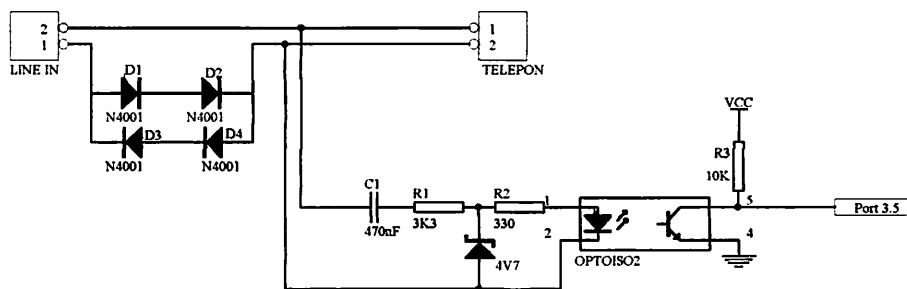 2
1
LINE IN
D1
D2
N4001
N4001
D3
D4
N4001
N4001
1
2
TELEPON
C1
470nF
R1
3K3
R2
330
4V7
1
2
OPTOISO2
5
4
VCC
R3
10K
Port 3.5